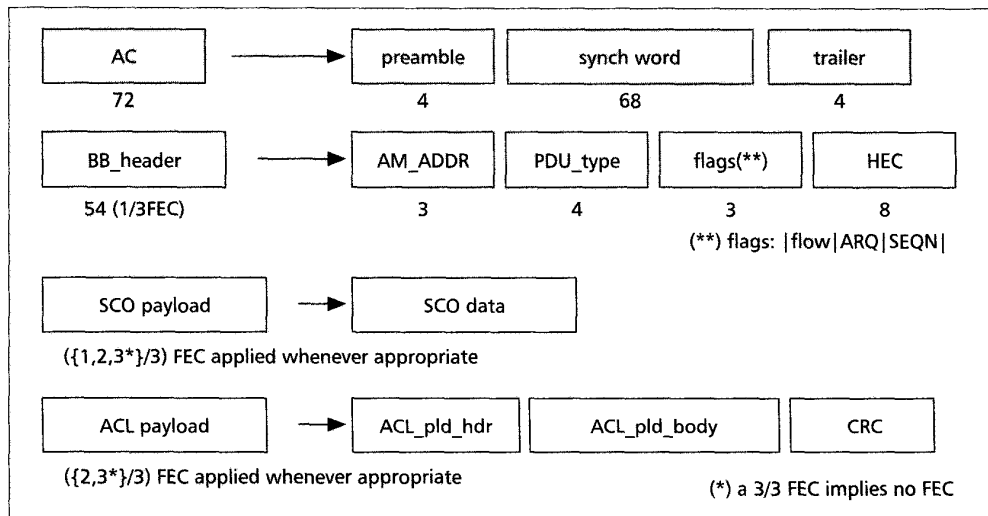 AC preamble synch word trailer
72 4 68 4
BB_header AM_ADDR PDU_type flags(**) HEC
54 (1/3FEC) 3 4 3 8
(**) flags: |flow|ARQ|SEQN|
SCO payload SCO data
({1,2,3*}/3) FEC applied whenever appropriate
ACL payload ACL_pld_hdr ACL_pld_body CRC
({2,3*}/3) FEC applied whenever appropriate (*) a 3/3 FEC implies no FEC